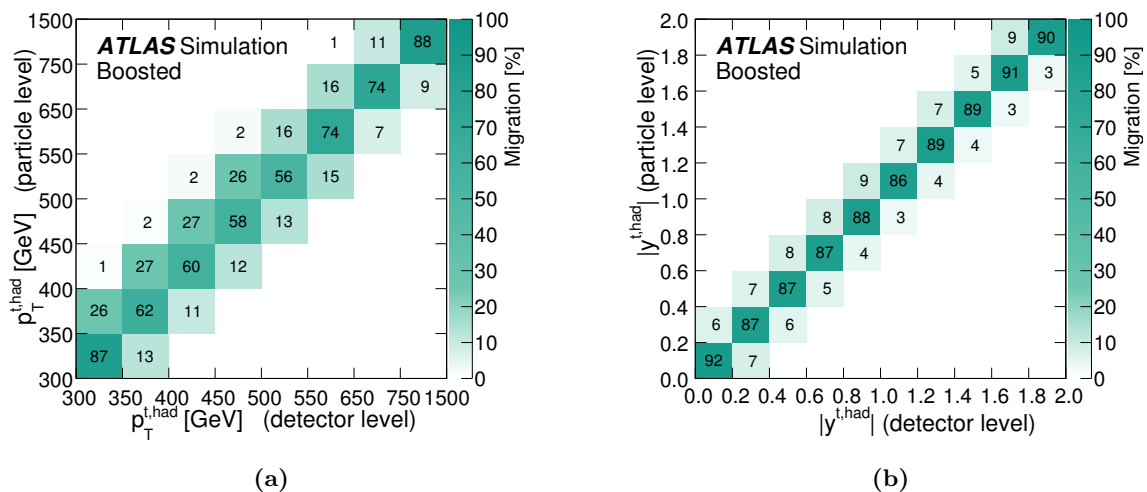 ATLAS Simulation
Boosted
1 11 88
16 74 9
2 16 74 7
2 26 56 15
2 27 58 13
1 27 60 12
26 62 11
87 13
1500
750
650
550
500
450
400
350
300
300 350 400 450 500 550 650 750 1500
p_T^{t,had} [GeV] (detector level)
p_T^{t,had} [GeV] (particle level)
100
90
80
70
60
50
40
30
20
10
0
Migration [%]
(a)
ATLAS Simulation
Boosted
9 90
5 91 3
7 89 3
7 89 4
9 86 4
8 88 3
8 87 4
7 87 5
6 87 6
92 7
2.0
1.8
1.6
1.4
1.2
1.0
0.8
0.6
0.4
0.2
0.0
0.0 0.2 0.4 0.6 0.8 1.0 1.2 1.4 1.6 1.8 2.0
|y^{t,had}| (detector level)
|y^{t,had}| (particle level)
100
90
80
70
60
50
40
30
20
10
0
Migration [%]
(b)